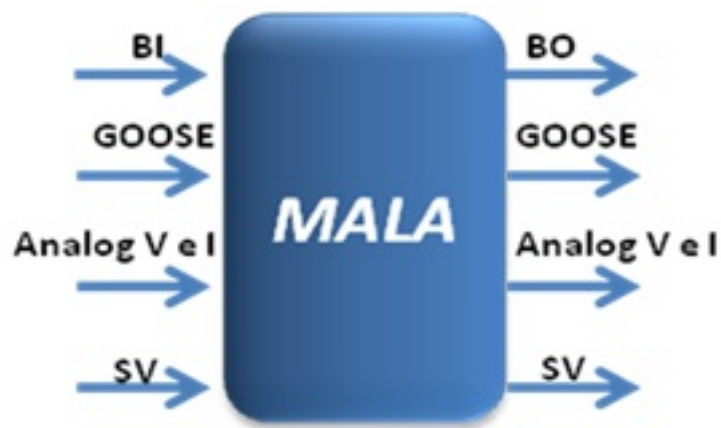 BI
BO
GOOSE
GOOSE
MALA
Analog V e I
Analog V e I
SV
SV